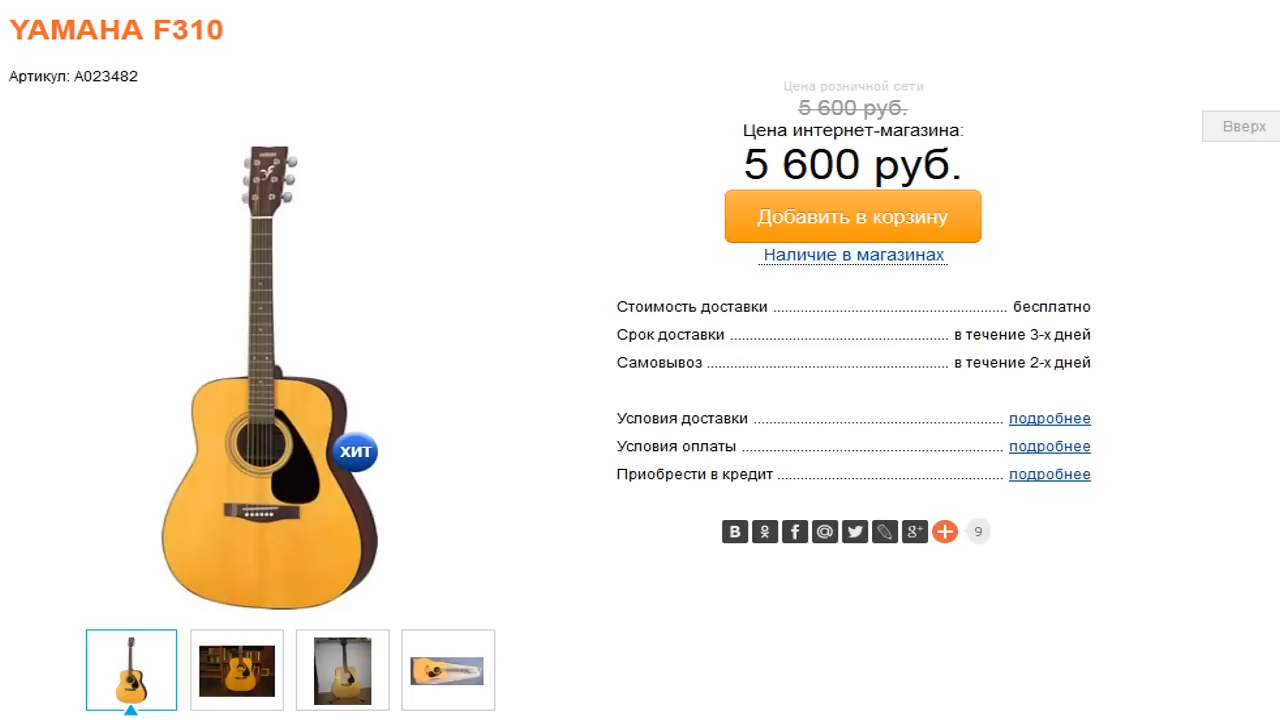 YAMAHA F310
Артикул: A023482
Цена розничной сети
5 600 руб.
Цена интернет-магазина:
5 600 руб.
Вверх
Добавить в корзину
Наличие в магазинах
Стоимость доставки ........ бесплатно
Срок доставки ........ в течение 3-х дней
Самовывоз ........ в течение 2-х дней
Условия доставки ........ подробнее
Условия оплаты ........ подробнее
Приобрести в кредит ........ подробнее
ХИТ
9